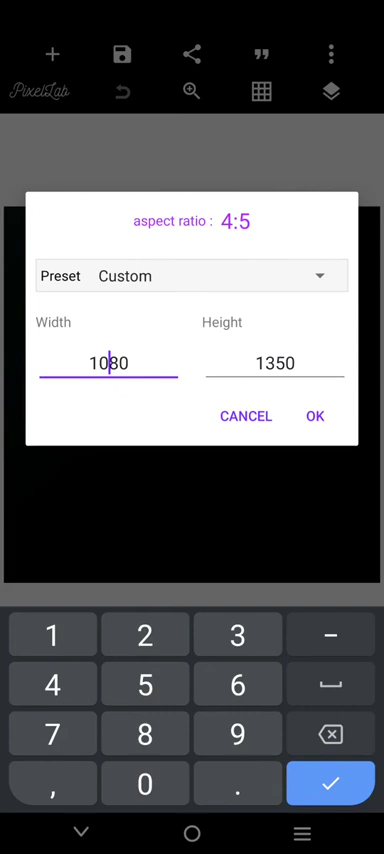 PixelLab
aspect ratio : 4:5
Preset Custom
Width Height
1080 1350
CANCEL OK
1 2 3 –
4 5 6
7 8 9
, 0 .